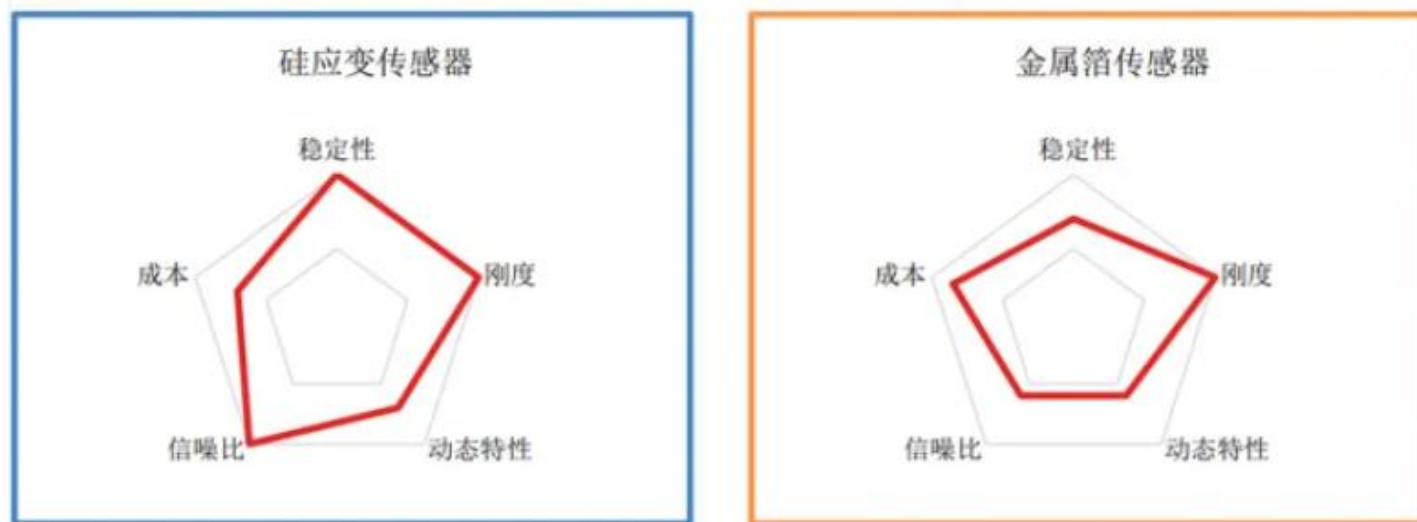 硅应变传感器
稳定性
成本
刚度
信噪比
动态特性
金属箔传感器
稳定性
成本
刚度
信噪比
动态特性